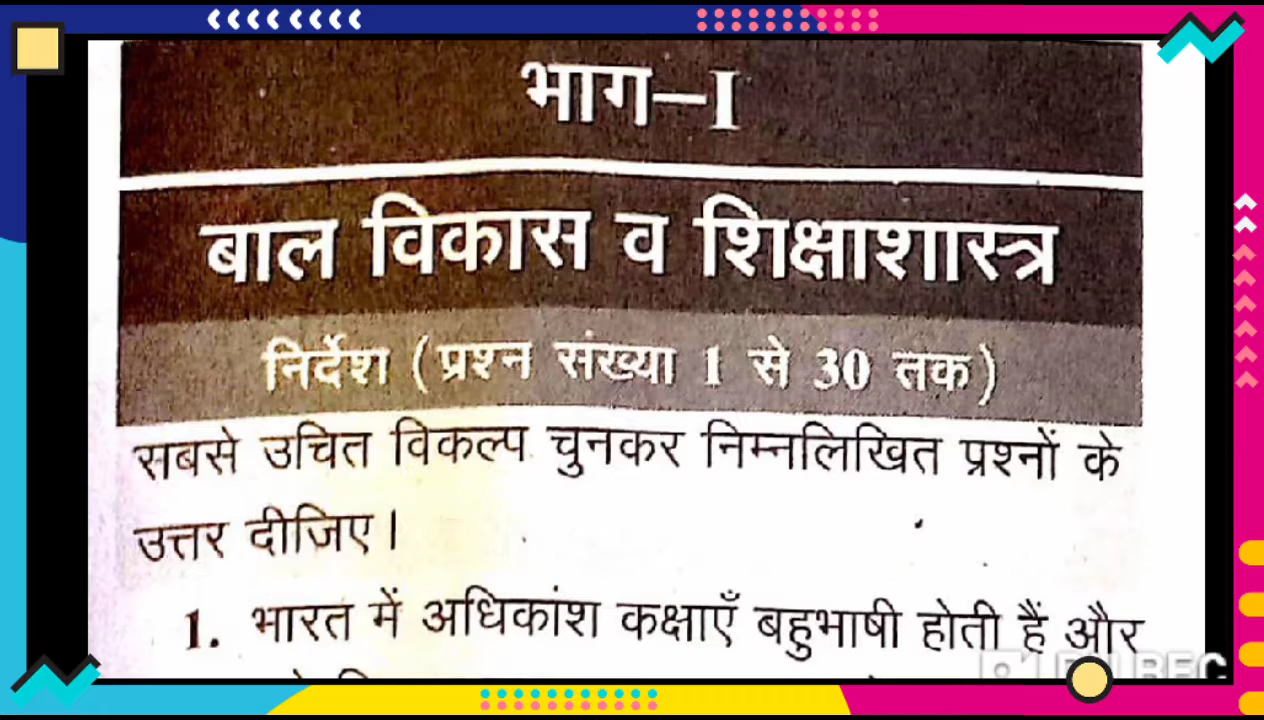 भाग–I
बाल विकास व शिक्षाशास्त्र
निर्देश (प्रश्न संख्या 1 से 30 तक)
सबसे उचित विकल्प चुनकर निम्नलिखित प्रश्नों के
उत्तर दीजिए।
1. भारत में अधिकांश कक्षाएँ बहुभाषी होती हैं और